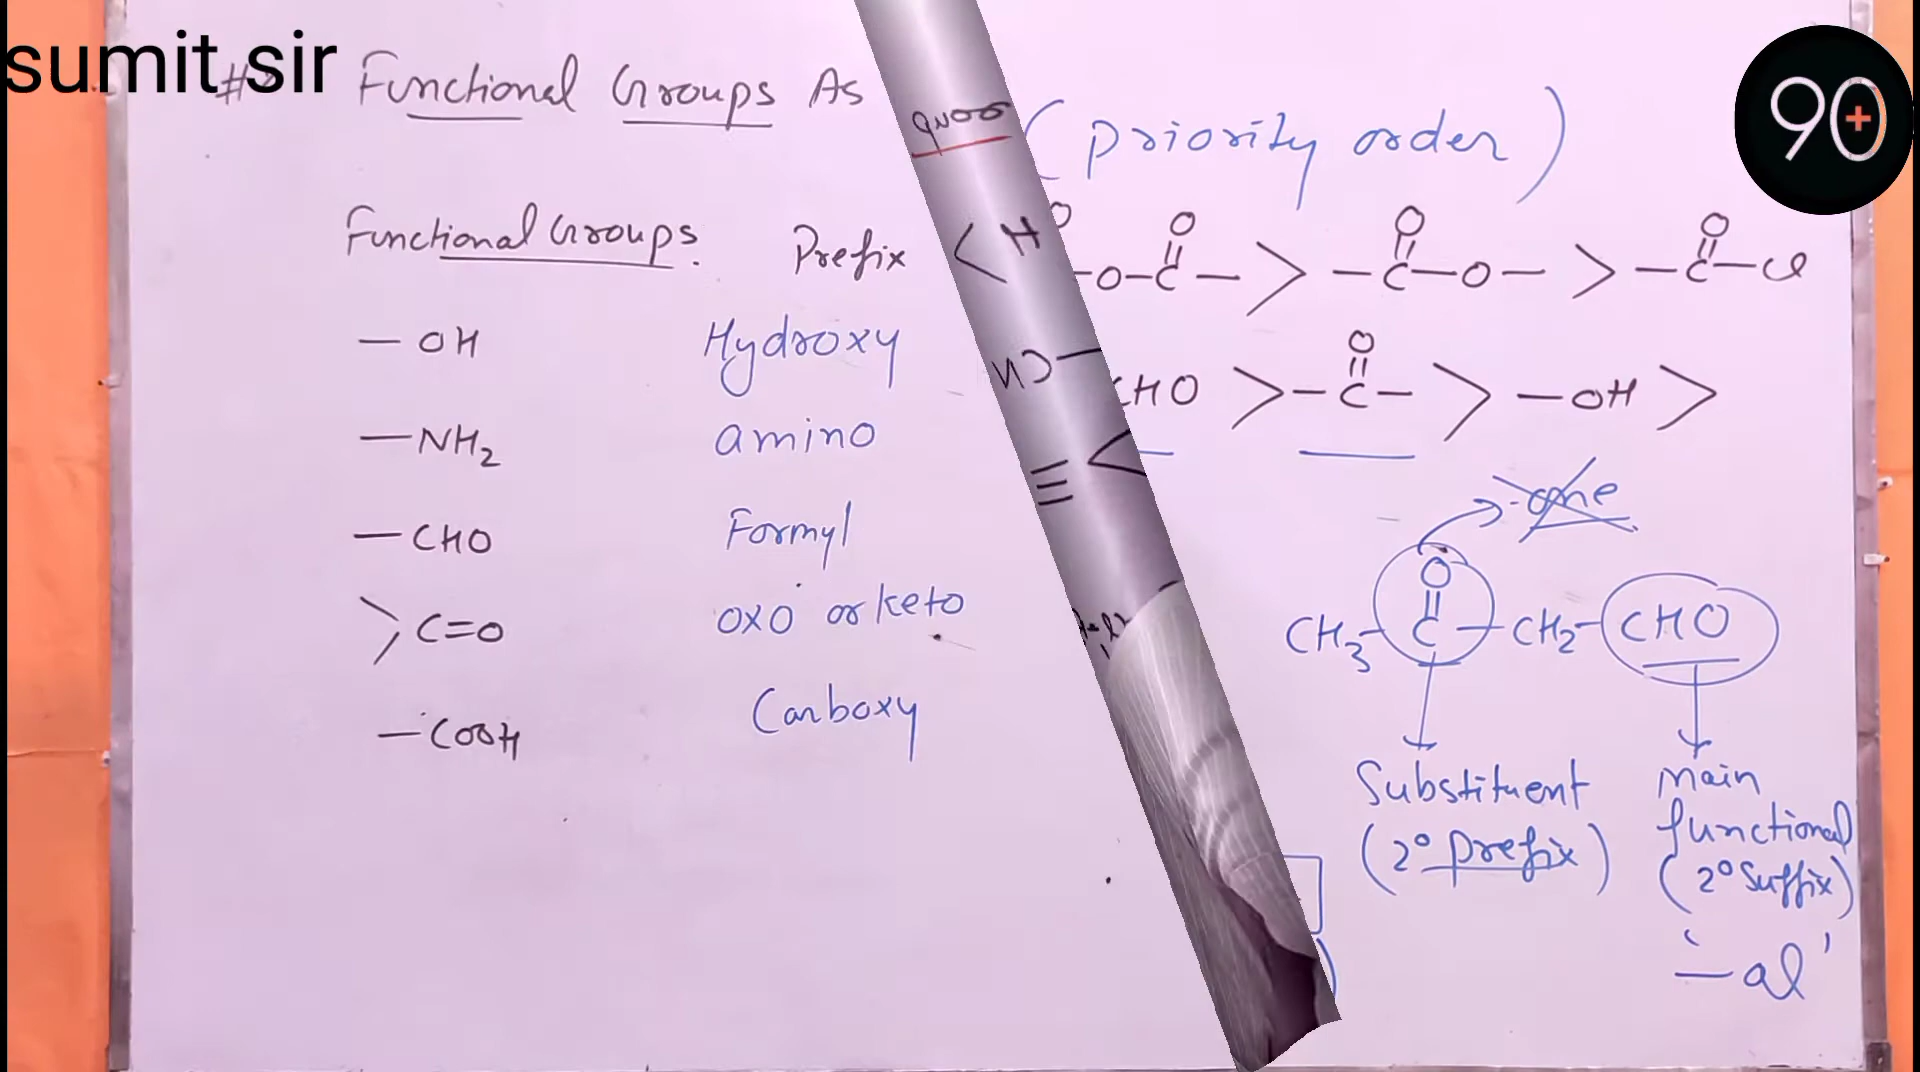 sumit sir
90+
# Functional Groups As
(priority order)
Functional Groups. Prefix
— OH Hydroxy
— NH2 amino
— CHO Formyl
>C=O oxo or keto
— COOH Carboxy
—O—C— > —C—O— > —C—Cl
O O O
CHO > —C— > —OH >
O
-one
O
CH3—C—CH2—CHO
Substituent
(2° prefix)
main
functional
(2° Suffix)
'—al'